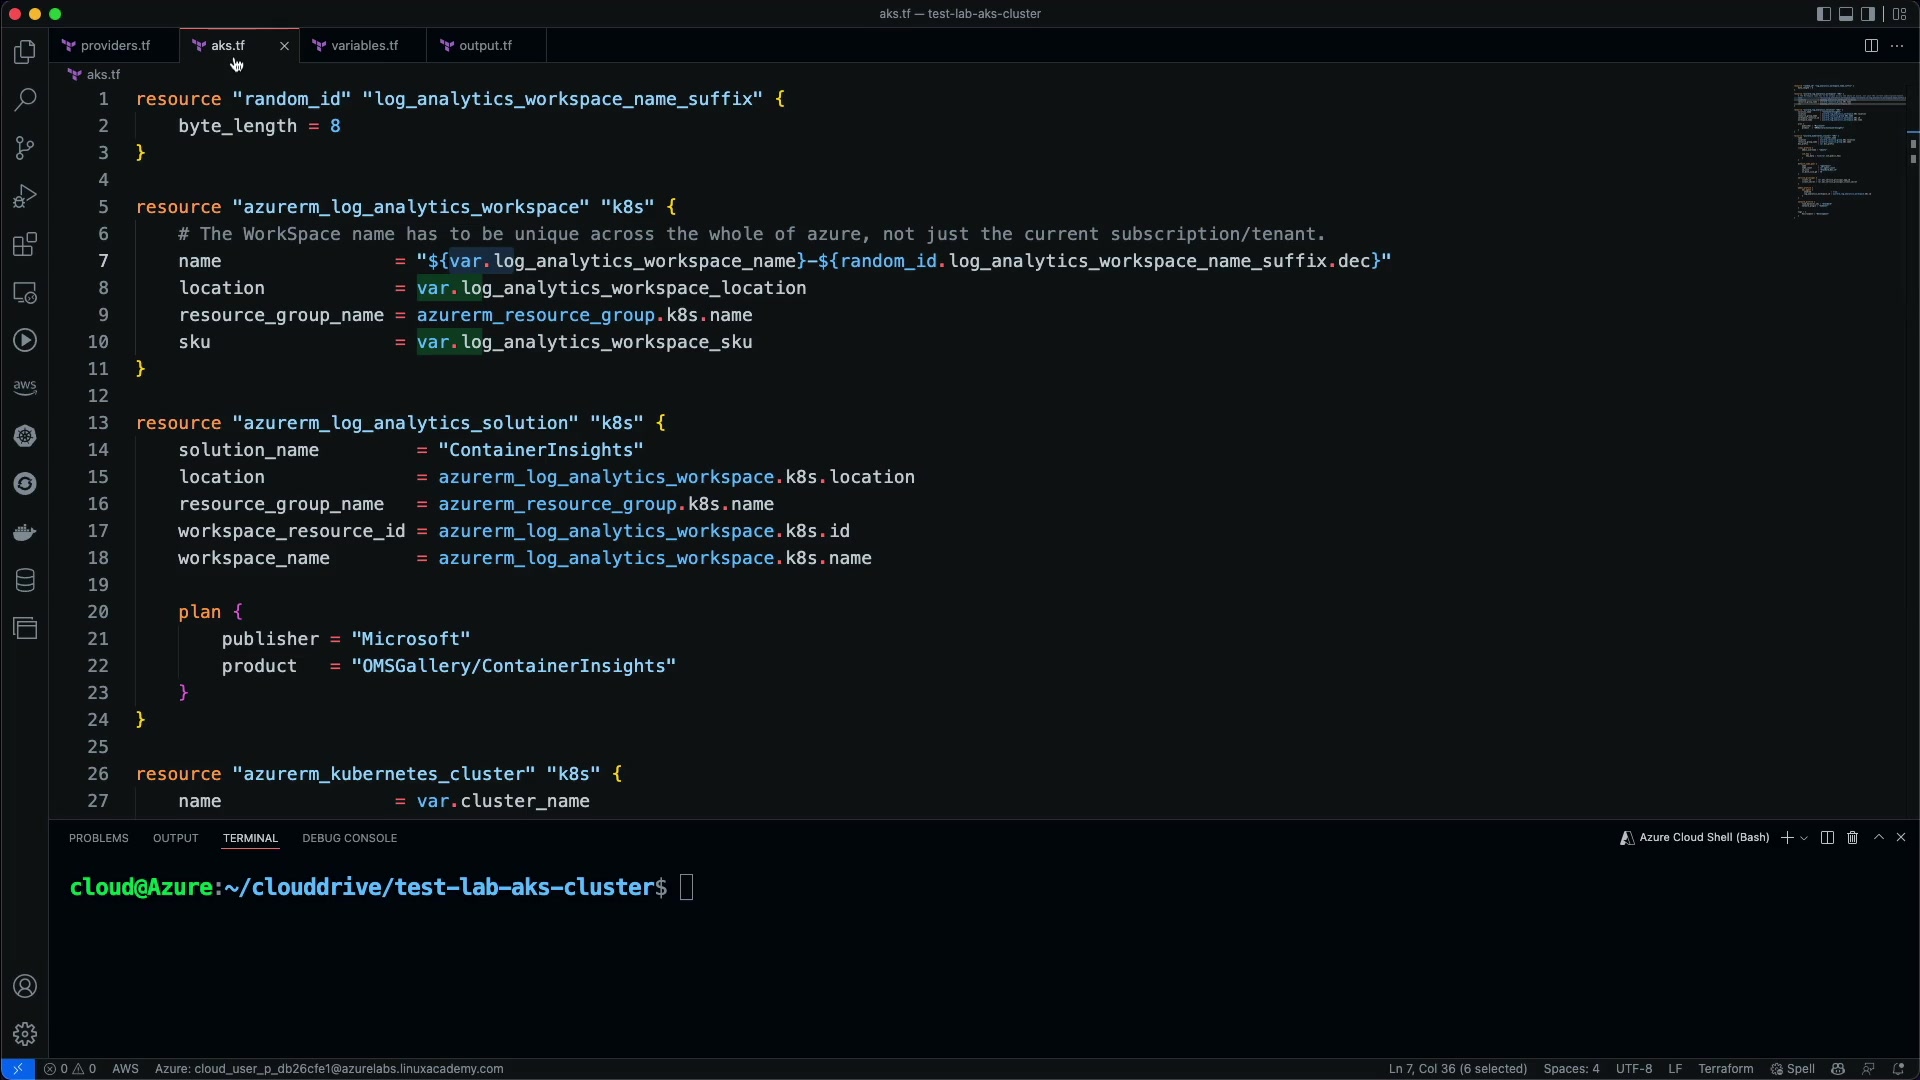 aks.tf — test-lab-aks-cluster
providers.tf
aks.tf
variables.tf
output.tf
aks.tf
1 resource "random_id" "log_analytics_workspace_name_suffix" {
2 byte_length = 8
3 }
4
5 resource "azurerm_log_analytics_workspace" "k8s" {
6 # The WorkSpace name has to be unique across the whole of azure, not just the current subscription/tenant.
7 name = "${var.log_analytics_workspace_name}-${random_id.log_analytics_workspace_name_suffix.dec}"
8 location = var.log_analytics_workspace_location
9 resource_group_name = azurerm_resource_group.k8s.name
10 sku = var.log_analytics_workspace_sku
11 }
12
13 resource "azurerm_log_analytics_solution" "k8s" {
14 solution_name = "ContainerInsights"
15 location = azurerm_log_analytics_workspace.k8s.location
16 resource_group_name = azurerm_resource_group.k8s.name
17 workspace_resource_id = azurerm_log_analytics_workspace.k8s.id
18 workspace_name = azurerm_log_analytics_workspace.k8s.name
19
20 plan {
21 publisher = "Microsoft"
22 product = "OMSGallery/ContainerInsights"
23 }
24 }
25
26 resource "azurerm_kubernetes_cluster" "k8s" {
27 name = var.cluster_name
aws
PROBLEMS OUTPUT TERMINAL DEBUG CONSOLE
Azure Cloud Shell (Bash)
cloud@Azure:~/clouddrive/test-lab-aks-cluster$
0 0 AWS Azure: cloud_user_p_db26cfe1@azurelabs.linuxacademy.com
Ln 7, Col 36 (6 selected) Spaces: 4 UTF-8 LF Terraform Spell